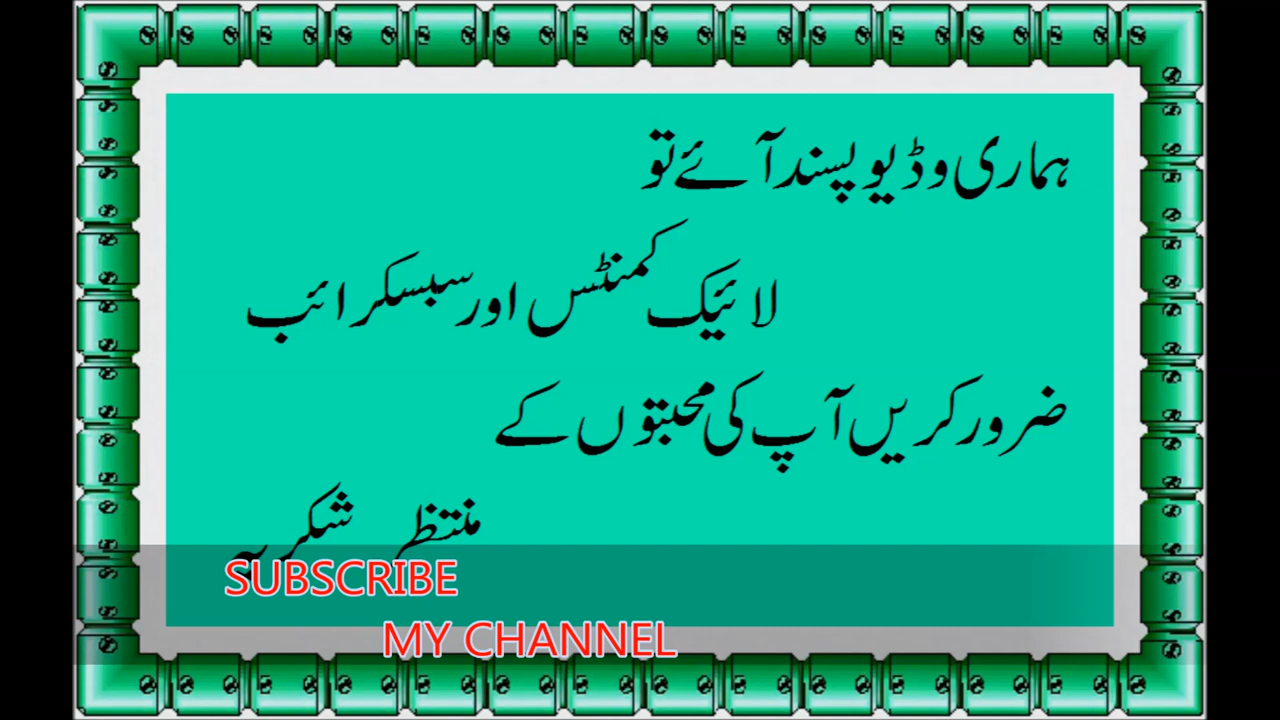 ہماری وڈیو پسند آئے تو
لائیک کمنٹس اور سبسکرائب
ضرور کریں آپ کی محبتوں کے
منتظر شکریہ
SUBSCRIBE
MY CHANNEL